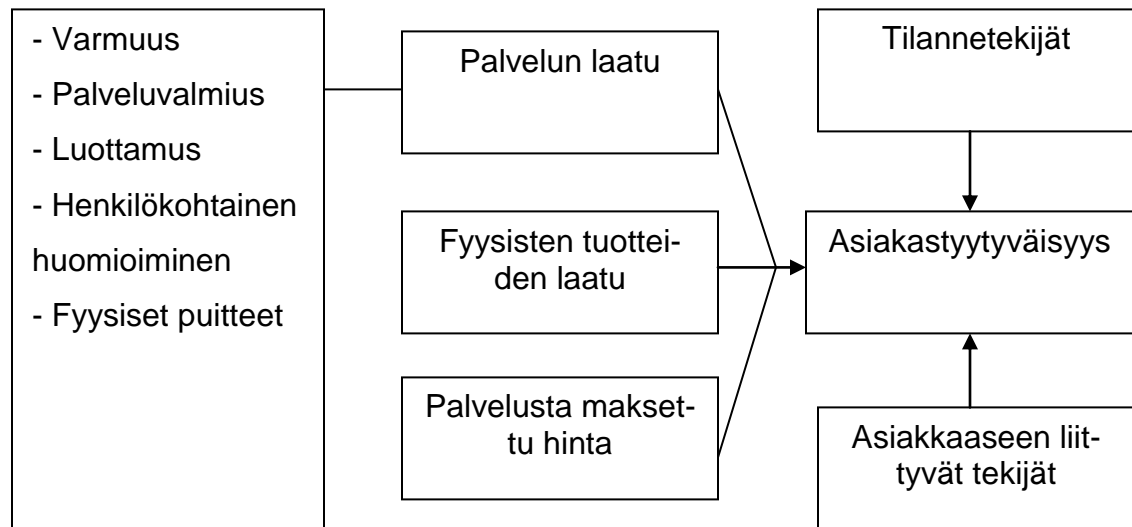 - Varmuus
- Palveluvalmius
- Luottamus
- Henkilökohtainen
huomioiminen
- Fyysiset puitteet
Palvelun laatu
Fyysisten tuottei-
den laatu
Palvelusta makset-
tu hinta
Tilannetekijät
Asiakastyytyväisyys
Asiakkaaseen liit-
tyvät tekijät